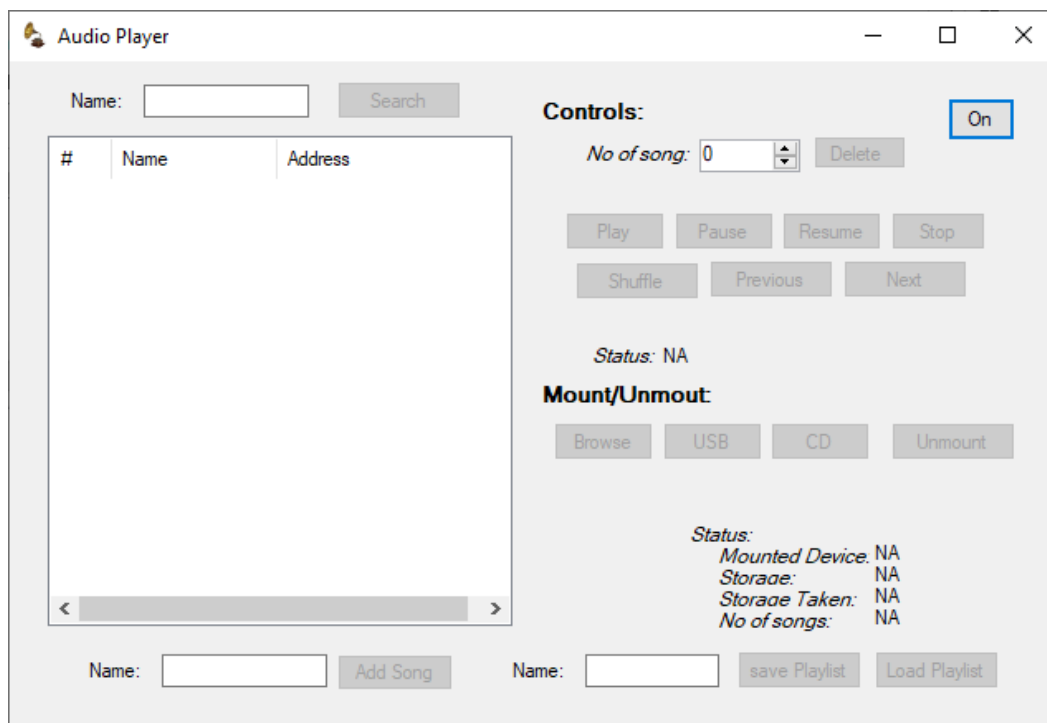 Audio Player
Name: Search
# Name Address
Controls: On
No of song: 0 Delete
Play Pause Resume Stop
Shuffle Previous Next
Status: NA
Mount/Unmout:
Browse USB CD Unmount
Status:
Mounted Device: NA
Storage: NA
Storage Taken: NA
No of songs: NA
Name: Add Song
Name: save Playlist Load Playlist